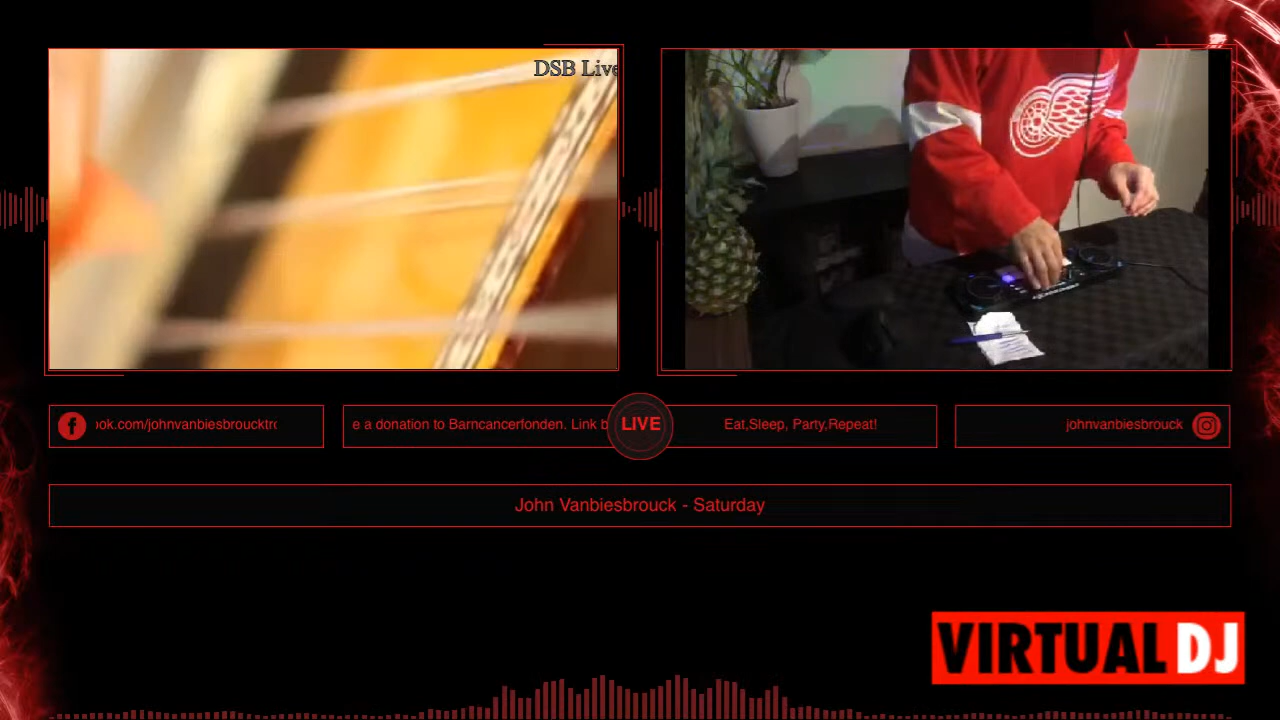 DSB Live
ook.com/johnvanbiesbroucktro
e a donation to Barncancerfonden. Link b
LIVE
Eat,Sleep, Party,Repeat!
johnvanbiesbrouck
John Vanbiesbrouck - Saturday
VIRTUAL DJ